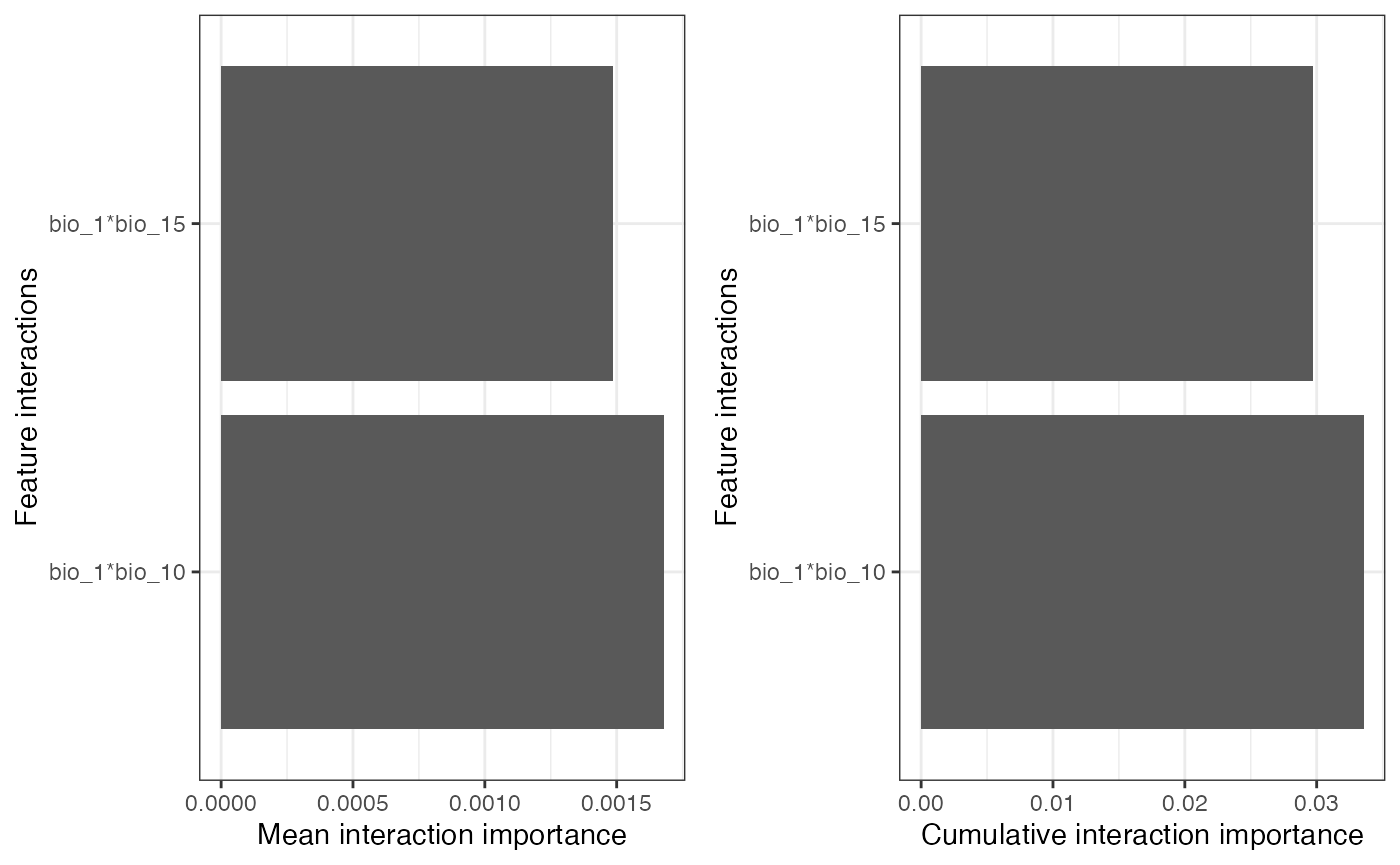 Feature interactions
bio_1*bio_15
bio_1*bio_10
0.0000 0.0005 0.0010 0.0015
Mean interaction importance
Feature interactions
bio_1*bio_15
bio_1*bio_10
0.00 0.01 0.02 0.03
Cumulative interaction importance